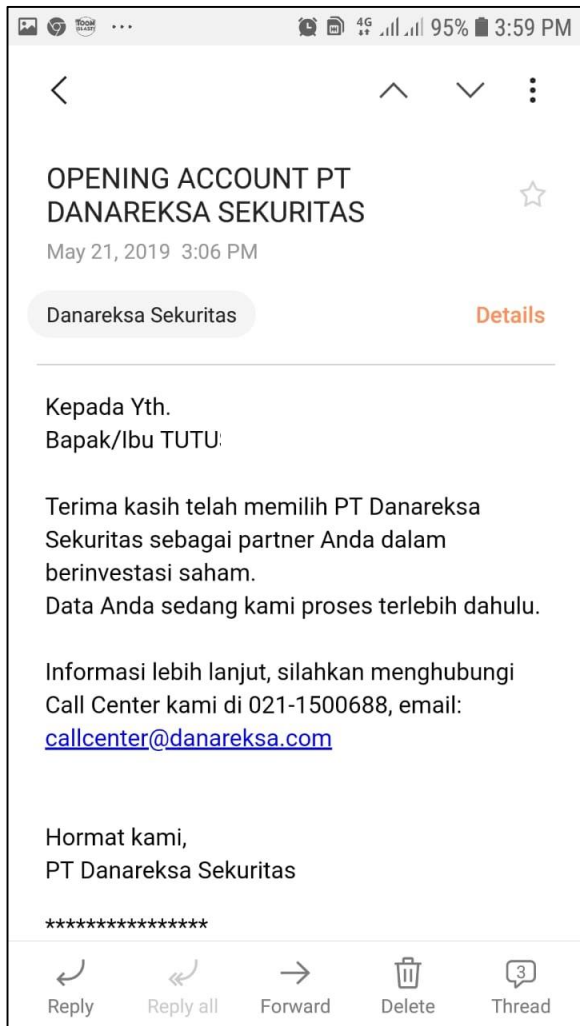 4G 95% 3:59 PM
OPENING ACCOUNT PT
DANAREKSA SEKURITAS
May 21, 2019 3:06 PM
Danareksa Sekuritas
Details
Kepada Yth.
Bapak/Ibu TUTU
Terima kasih telah memilih PT Danareksa
Sekuritas sebagai partner Anda dalam
berinvestasi saham.
Data Anda sedang kami proses terlebih dahulu.
Informasi lebih lanjut, silahkan menghubungi
Call Center kami di 021-1500688, email:
callcenter@danareksa.com
Hormat kami,
PT Danareksa Sekuritas
****************
3
Reply Reply all Forward Delete Thread